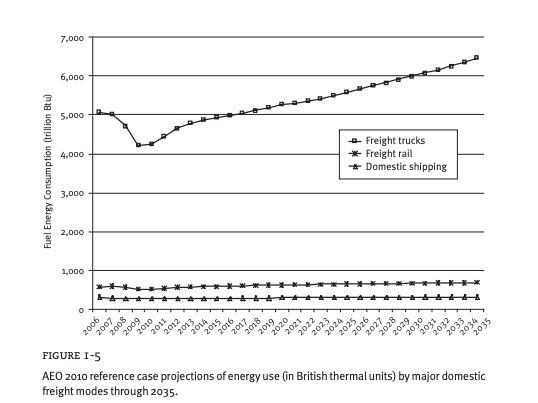 7,000
6,000
5,000
4,000
3,000
2,000
1,000
0
Fuel Energy Consumption (trillion Btu)
Freight trucks
Freight rail
Domestic shipping
2006 2007 2008 2009 2010 2011 2012 2013 2014 2015 2016 2017 2018 2019 2020 2021 2022 2023 2024 2025 2026 2027 2028 2029 2030 2031 2032 2033 2034 2035
FIGURE 1-5
AEO 2010 reference case projections of energy use (in British thermal units) by major domestic
freight modes through 2035.